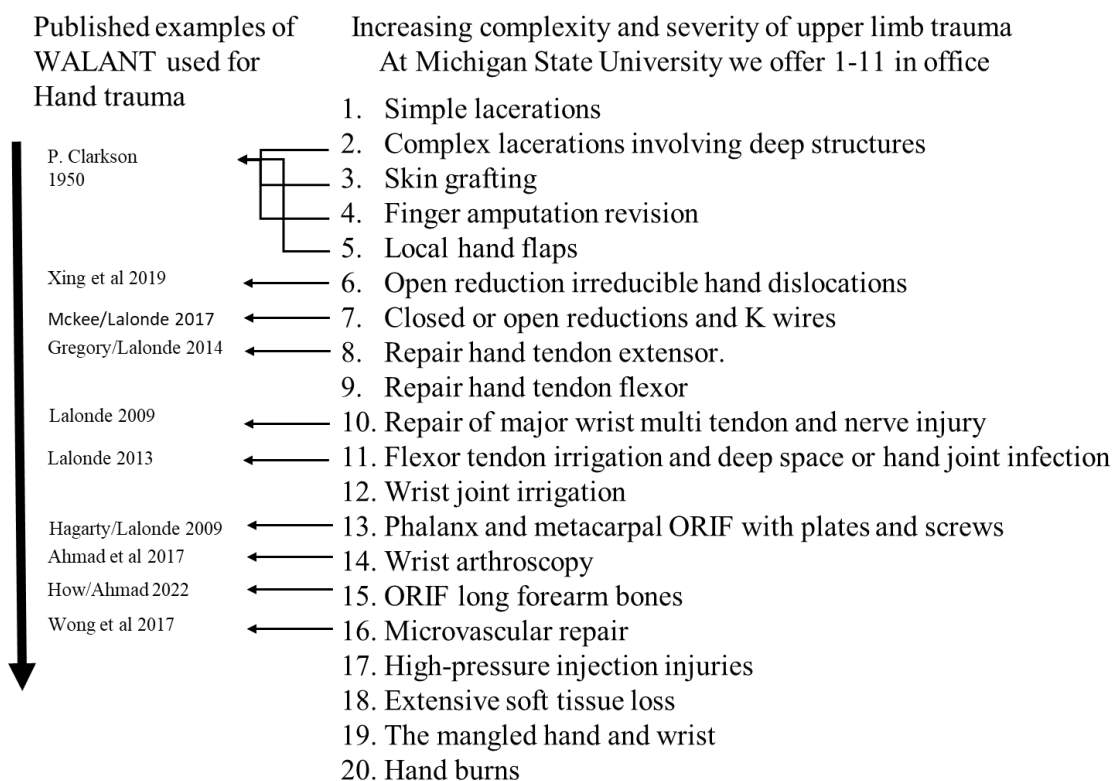 Published examples of
WALANT used for
Hand trauma
Increasing complexity and severity of upper limb trauma
At Michigan State University we offer 1-11 in office
P. Clarkson
1950
Xing et al 2019
Mckee/Lalonde 2017
Gregory/Lalonde 2014
Lalonde 2009
Lalonde 2013
Hagarty/Lalonde 2009
Ahmad et al 2017
How/Ahmad 2022
Wong et al 2017
1. Simple lacerations
2. Complex lacerations involving deep structures
3. Skin grafting
4. Finger amputation revision
5. Local hand flaps
6. Open reduction irreducible hand dislocations
7. Closed or open reductions and K wires
8. Repair hand tendon extensor.
9. Repair hand tendon flexor
10. Repair of major wrist multi tendon and nerve injury
11. Flexor tendon irrigation and deep space or hand joint infection
12. Wrist joint irrigation
13. Phalanx and metacarpal ORIF with plates and screws
14. Wrist arthroscopy
15. ORIF long forearm bones
16. Microvascular repair
17. High-pressure injection injuries
18. Extensive soft tissue loss
19. The mangled hand and wrist
20. Hand burns